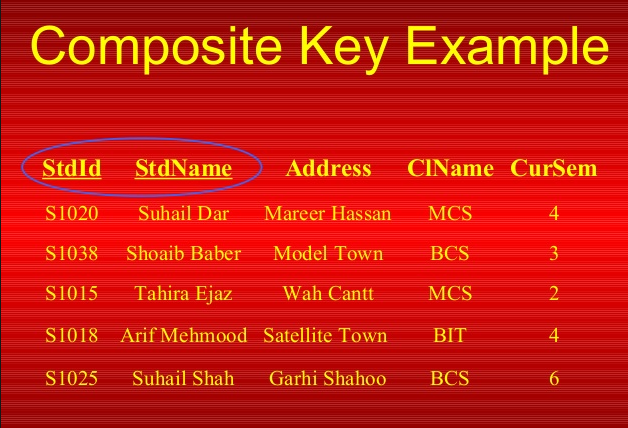 Composite Key Example
StdId StdName Address ClName CurSem
S1020 Suhail Dar Mareer Hassan MCS 4
S1038 Shoaib Baber Model Town BCS 3
S1015 Tahira Ejaz Wah Cantt MCS 2
S1018 Arif Mehmood Satellite Town BIT 4
S1025 Suhail Shah Garhi Shahoo BCS 6